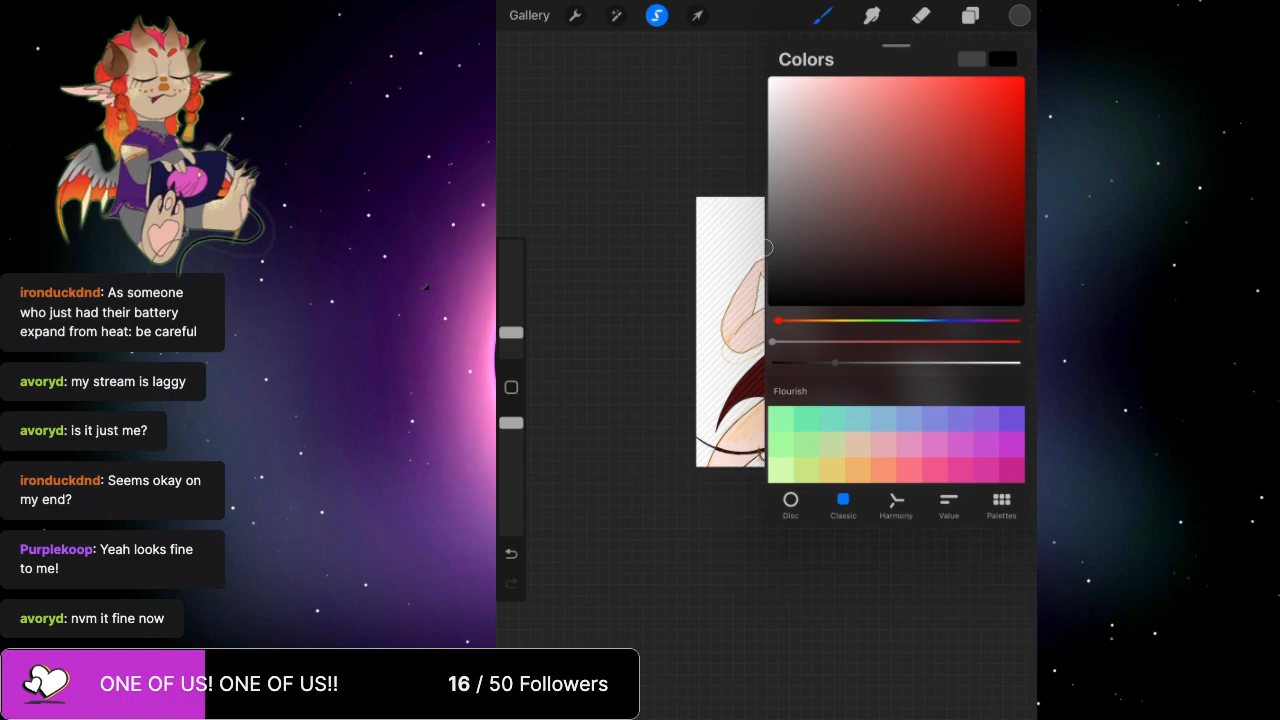 Gallery
Colors
ironduckdnd: As someone
who just had their battery
expand from heat: be careful
avoryd: my stream is laggy
avoryd: is it just me?
ironduckdnd: Seems okay on
my end?
Purplekoop: Yeah looks fine
to me!
avoryd: nvm it fine now
Flourish
Disc Classic Harmony Value Palettes
ONE OF US! ONE OF US!! 16 / 50 Followers